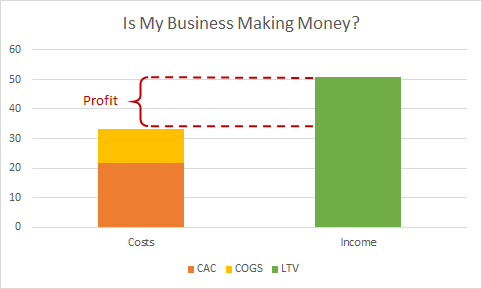 Is My Business Making Money?
60
50
40
30
20
10
0
Profit
Costs
Income
CAC
COGS
LTV